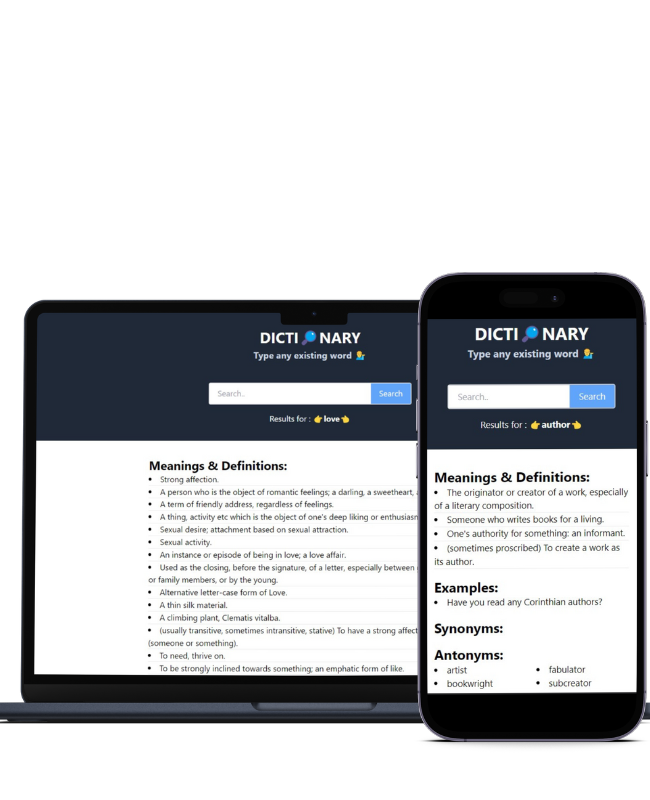 DICTI🔎NARY
Type any existing word 💁‍♂️
Search..
Search
Results for : 👉 love 👈
Meanings & Definitions:
• Strong affection.
• A person who is the object of romantic feelings; a darling, a sweetheart,
• A term of friendly address, regardless of feelings.
• A thing, activity etc which is the object of one's deep liking or
• Sexual desire; attachment based on sexual attraction.
• Sexual activity.
• An instance or episode of being in love; a love affair.
• Used as the closing, before the signature, of a letter, especially between
or family members, or by the young.
• Alternative letter-case form of Love.
• A thin silk material.
• A climbing plant, Clematis vitalba.
• (usually transitive, sometimes intransitive, stative) To have a strong
(someone or something).
• To need, thrive on.
• To be strongly inclined towards something; an emphatic form of like.
DICTI🔎NARY
Type any existing word 💁‍♂️
Search..
Search
Results for : 👉 author 👈
Meanings & Definitions:
• The originator or creator of a work, especially
of a literary composition.
• Someone who writes books for a living.
• One's authority for something: an informant.
• (sometimes proscribed) To create a work as
its author.
Examples:
• Have you read any Corinthian authors?
Synonyms:
Antonyms:
• artist • fabulator
• bookwright • subcreator